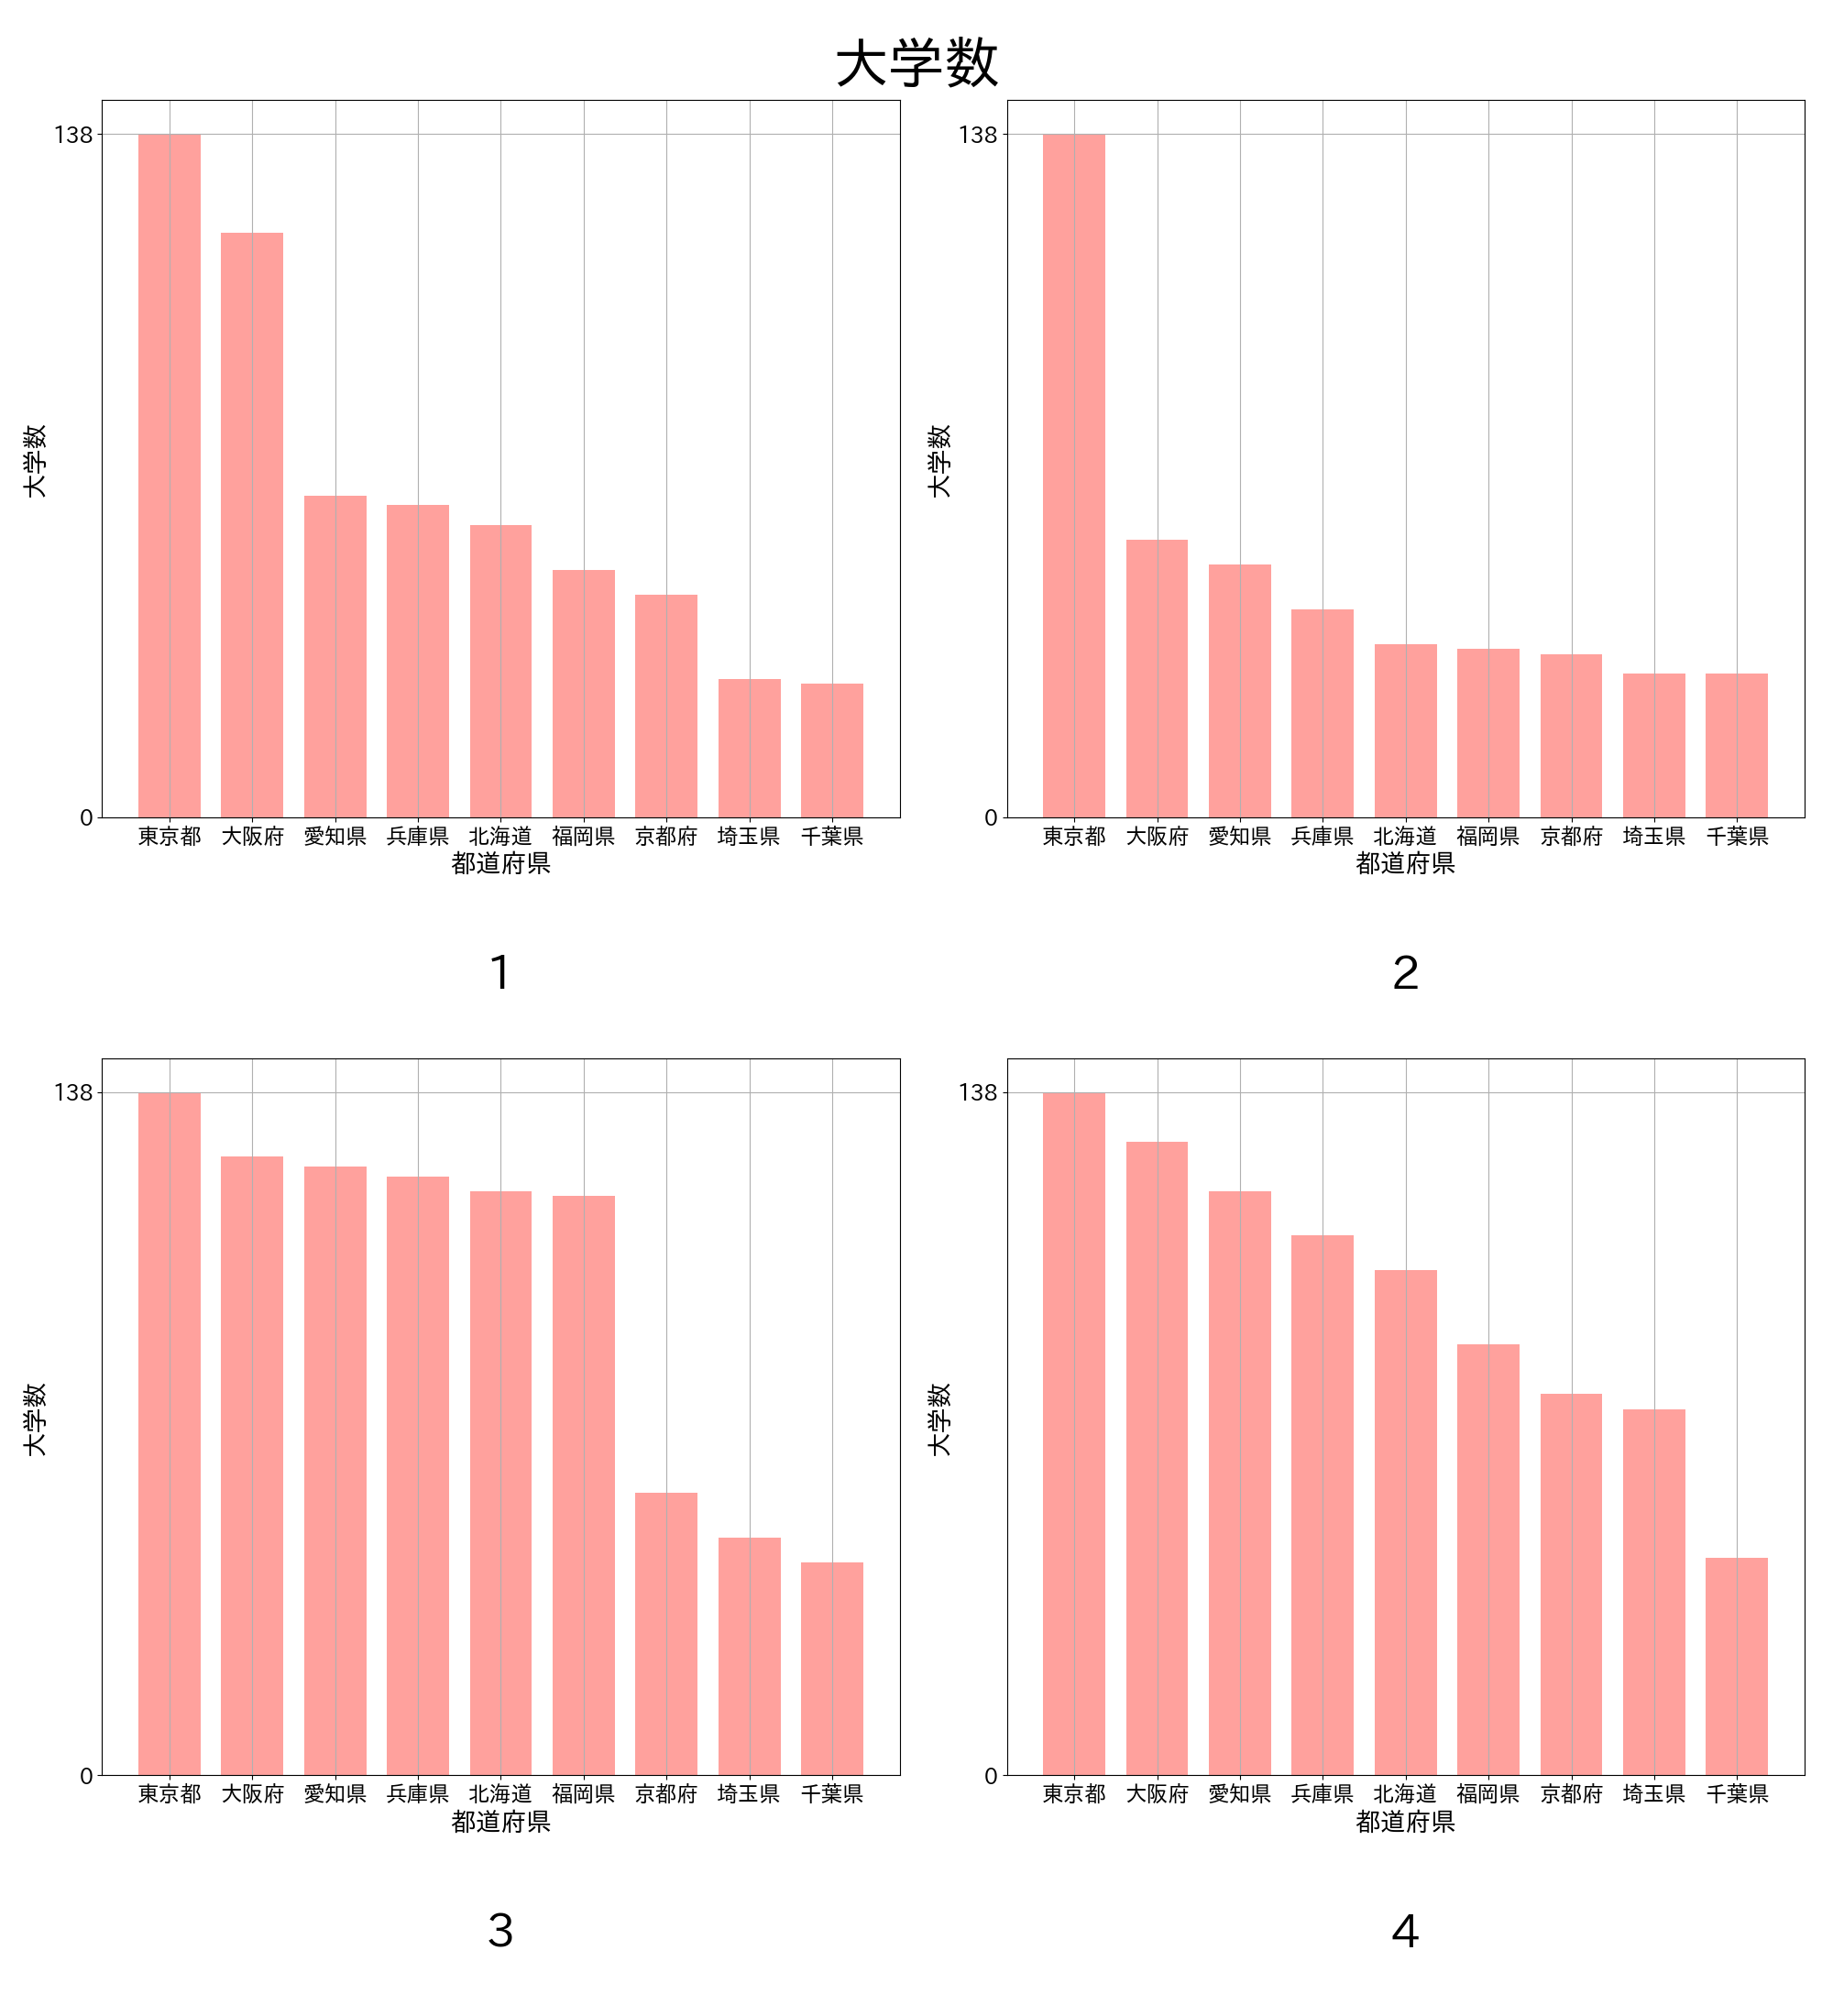 大学数
138
大学数
0
東京都 大阪府 愛知県 兵庫県 北海道 福岡県 京都府 埼玉県 千葉県
都道府県
1
138
大学数
0
東京都 大阪府 愛知県 兵庫県 北海道 福岡県 京都府 埼玉県 千葉県
都道府県
2
138
大学数
0
東京都 大阪府 愛知県 兵庫県 北海道 福岡県 京都府 埼玉県 千葉県
都道府県
3
138
大学数
0
東京都 大阪府 愛知県 兵庫県 北海道 福岡県 京都府 埼玉県 千葉県
都道府県
4